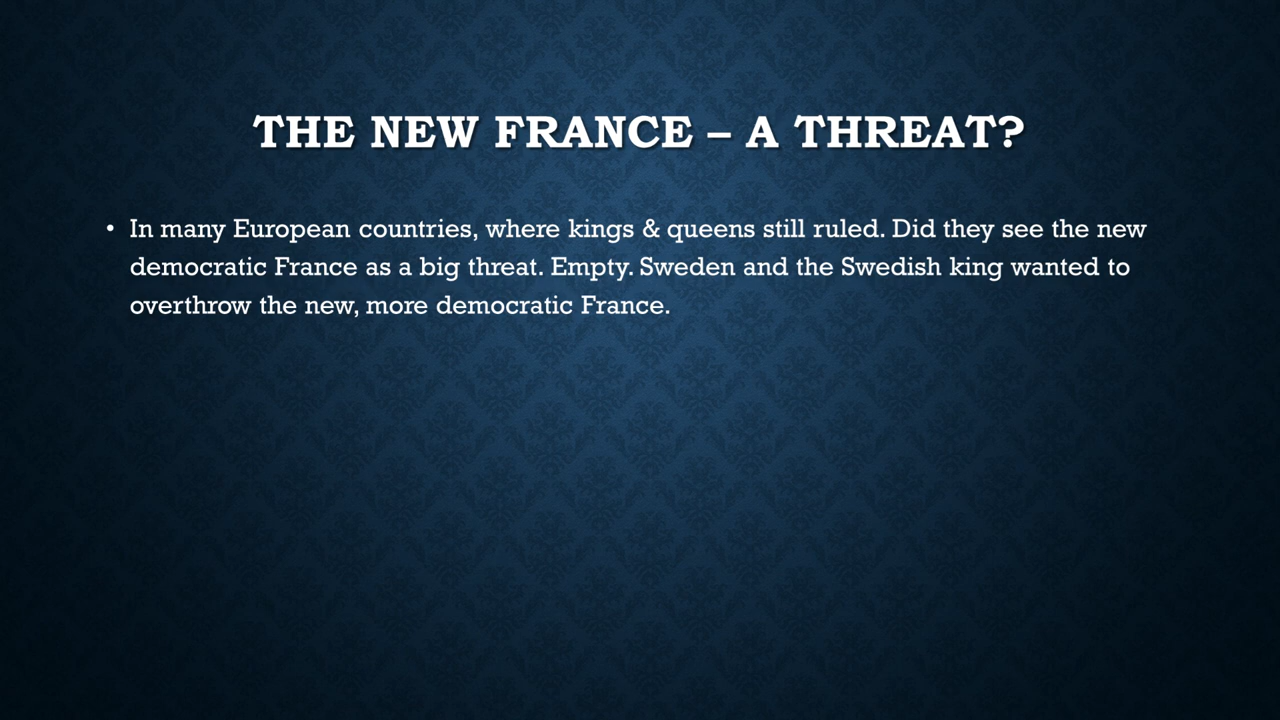 THE NEW FRANCE – A THREAT?
• In many European countries, where kings & queens still ruled. Did they see the new
democratic France as a big threat. Empty. Sweden and the Swedish king wanted to
overthrow the new, more democratic France.